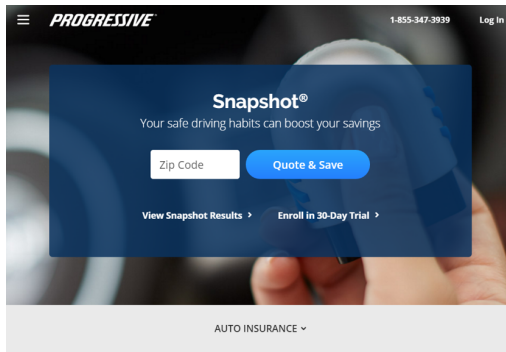 PROGRESSIVE
1-855-347-3939
Log In
Snapshot®
Your safe driving habits can boost your savings
Zip Code
Quote & Save
View Snapshot Results >
Enroll in 30-Day Trial >
AUTO INSURANCE